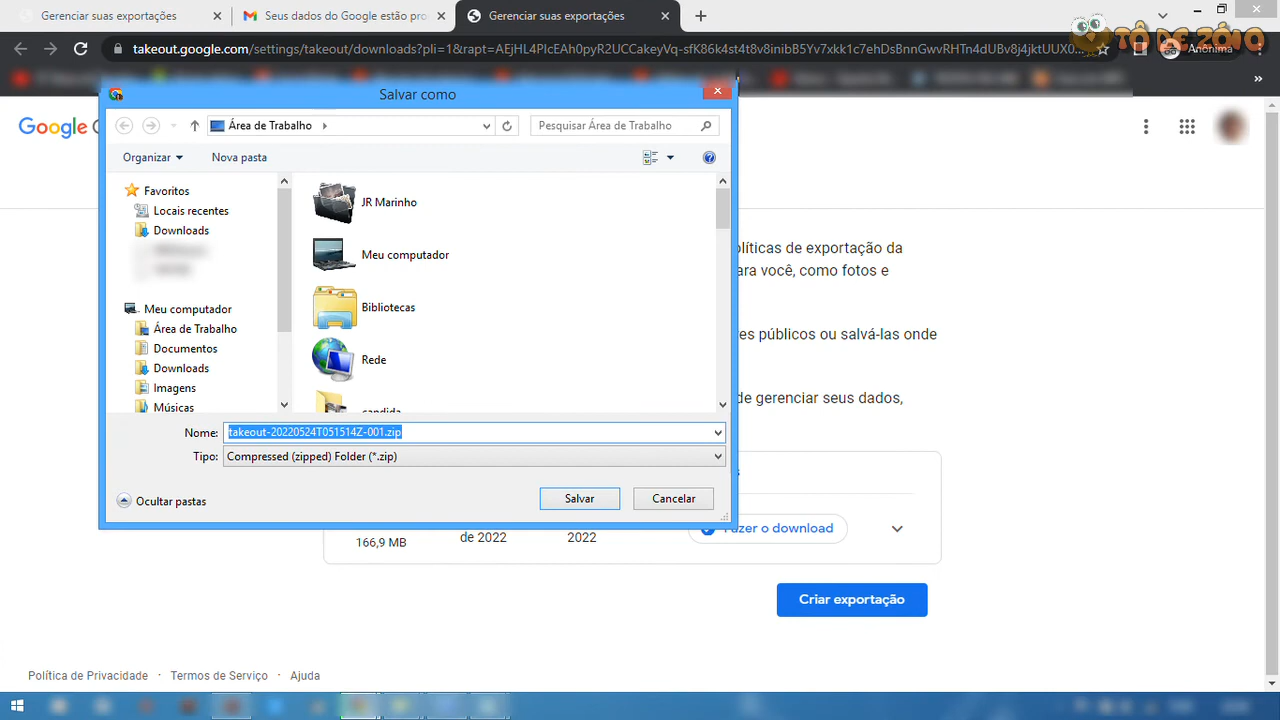 Gerenciar suas exportações
Seus dados do Google estão pro
Gerenciar suas exportações
takeout.google.com/settings/takeout/downloads?pli=1&rapt=AEjHL4PIcEAh0pyR2UCCakeyVq-sfK86k4st4t8v8inibB5Yv7xkk1c7ehDsBnnGwvRHTn4dUBv8j4jktUUX0...
TÔ DE ZÓIO
Anônima
Salvar como
Google
Área de Trabalho
Pesquisar Área de Trabalho
Organizar
Nova pasta
Favoritos
Locais recentes
Downloads
Meu computador
Área de Trabalho
Documentos
Downloads
Imagens
Músicas
JR Marinho
Meu computador
Bibliotecas
Rede
candida
olíticas de exportação da
ara você, como fotos e
res públicos ou salvá-las onde
de gerenciar seus dados,
Nome: takeout-20220524T051514Z-001.zip
Tipo: Compressed (zipped) Folder (*.zip)
Ocultar pastas
Salvar
Cancelar
166,9 MB
de 2022
2022
Fazer o download
Criar exportação
Política de Privacidade · Termos de Serviço · Ajuda